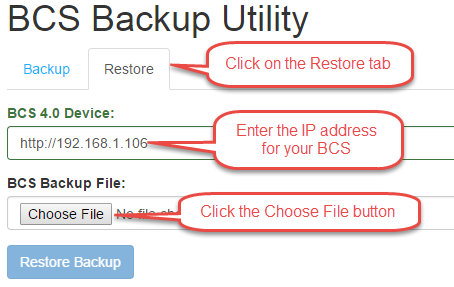 BCS Backup Utility
Backup
Restore
Click on the Restore tab
BCS 4.0 Device:
http://192.168.1.106
Enter the IP address
for your BCS
BCS Backup File:
Choose File
No file
Click the Choose File button
Restore Backup